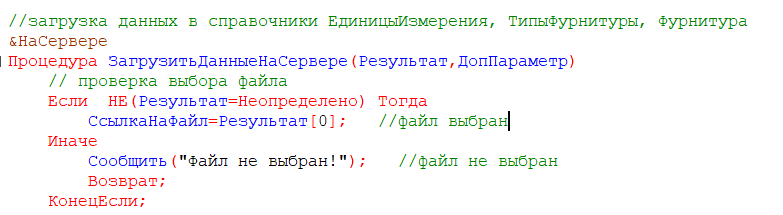 //загрузка данных в справочники ЕдиницыИзмерения, ТипыФурнитуры, Фурнитура
&НаСервере
Процедура ЗагрузитьДанныеНаСервере(Результат,ДопПараметр)
// проверка выбора файла
Если  НЕ(Результат=Неопределено) Тогда
СсылкаНаФайл=Результат[0];   //файл выбран
Иначе
Сообщить("Файл не выбран!");   //файл не выбран
Возврат;
КонецЕсли;